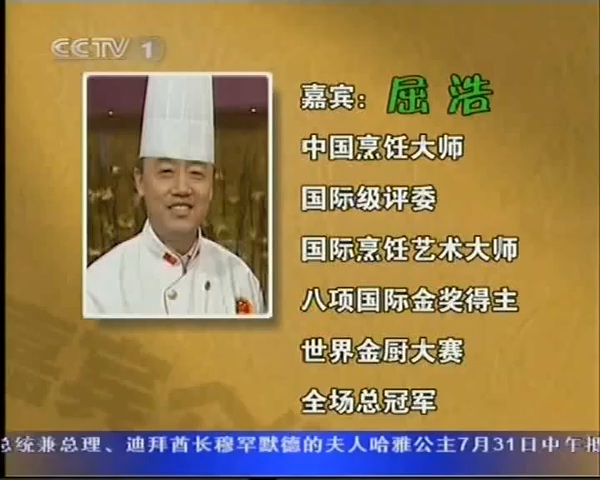 CCTV 1
嘉宾：屈浩
中国烹饪大师
国际级评委
国际烹饪艺术大师
八项国际金奖得主
世界金厨大赛
全场总冠军
总统兼总理、迪拜酋长穆罕默德的夫人哈雅公主7月31日中午抵